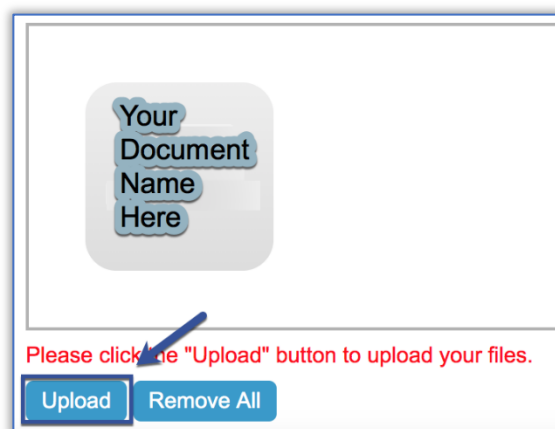 Your
Document
Name
Here
Please click the "Upload" button to upload your files.
Upload
Remove All